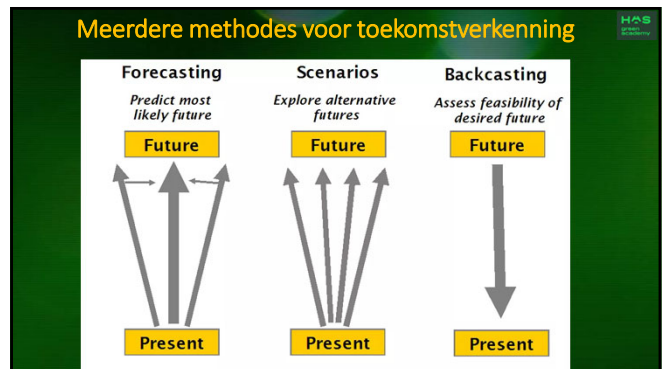 Meerdere methodes voor toekomstverkenning
HAS
green
academy
Forecasting
Predict most
likely future
Future
Present
Scenarios
Explore alternative
futures
Future
Present
Backcasting
Assess feasibility of
desired future
Future
Present